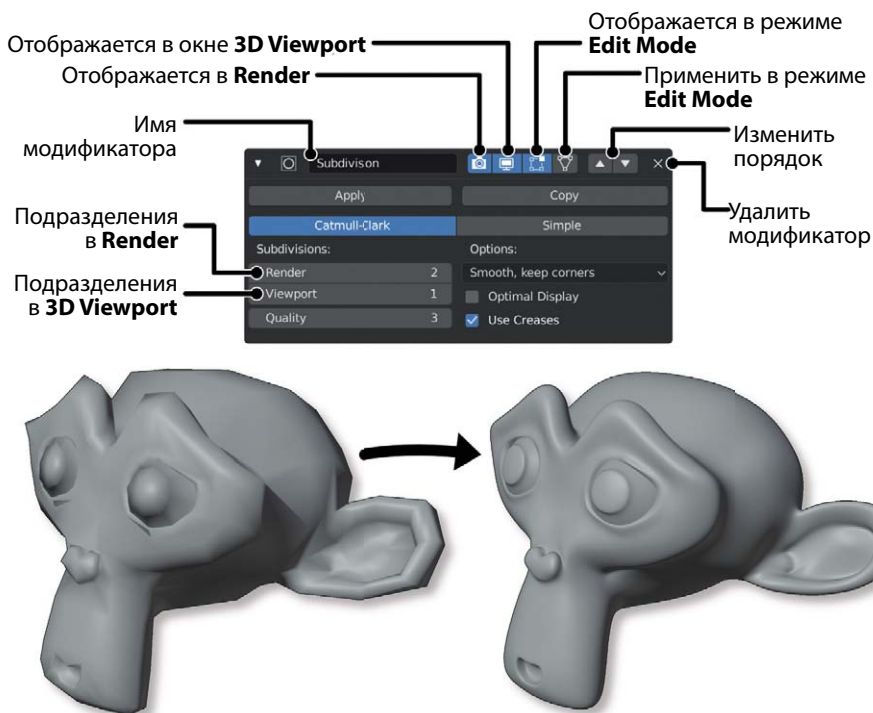 Отображается в режиме
Edit Mode
Отображается в окне 3D Viewport
Отображается в Render
Применить в режиме
Edit Mode
Имя
модификатора
Изменить
порядок
Subdivison
Apply
Copy
Удалить
модификатор
Подразделения
в Render
Catmull-Clark
Simple
Subdivisions:
Options:
Render 2
Smooth, keep corners
Подразделения
в 3D Viewport
Viewport 1
Optimal Display
Quality 3
Use Creases